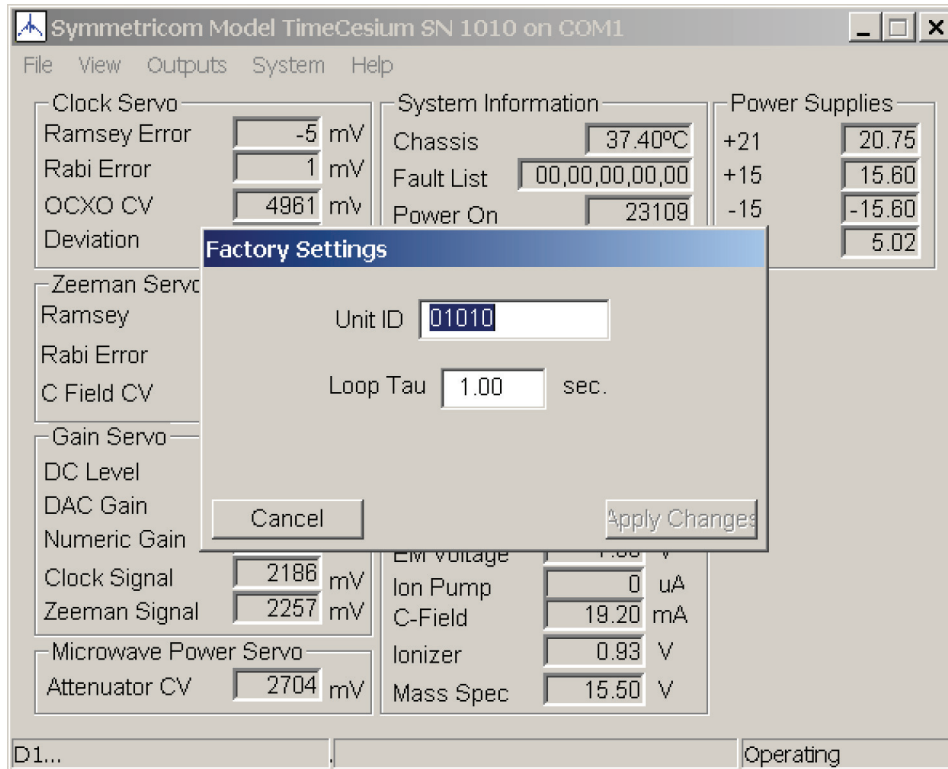 Symmetricom Model TimeCesium SN 1010 on COM1
File View Outputs System Help
Clock Servo
Ramsey Error -5 mV
Rabi Error 1 mV
OCXO CV 4961 mV
Deviation
System Information
Chassis 37.40ºC
Fault List 00,00,00,00,00
Power On 23109
Power Supplies
+21 20.75
+15 15.60
-15 -15.60
5.02
Factory Settings
Unit ID 01010
Loop Tau 1.00 sec.
Cancel Apply Changes
Zeeman Servo
Ramsey
Rabi Error
C Field CV
Gain Servo
DC Level
DAC Gain
Numeric Gain
Clock Signal 2186 mV
Zeeman Signal 2257 mV
Microwave Power Servo
Attenuator CV 2704 mV
EM Voltage V
Ion Pump 0 uA
C-Field 19.20 mA
Ionizer 0.93 V
Mass Spec 15.50 V
D1... .
Operating